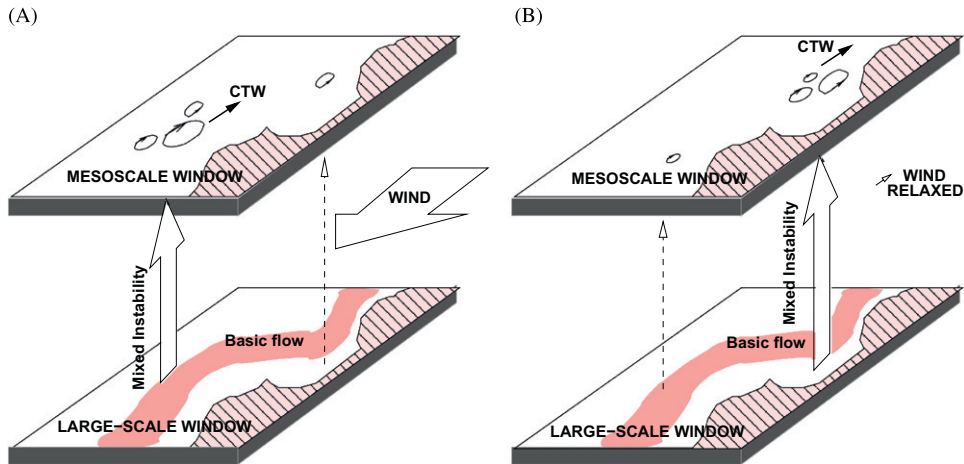 (A)
CTW
MESOSCALE WINDOW
WIND
Mixed Instability
Basic flow
LARGE−SCALE WINDOW
(B)
CTW
MESOSCALE WINDOW
WIND
RELAXED
Mixed Instability
Basic flow
LARGE−SCALE WINDOW